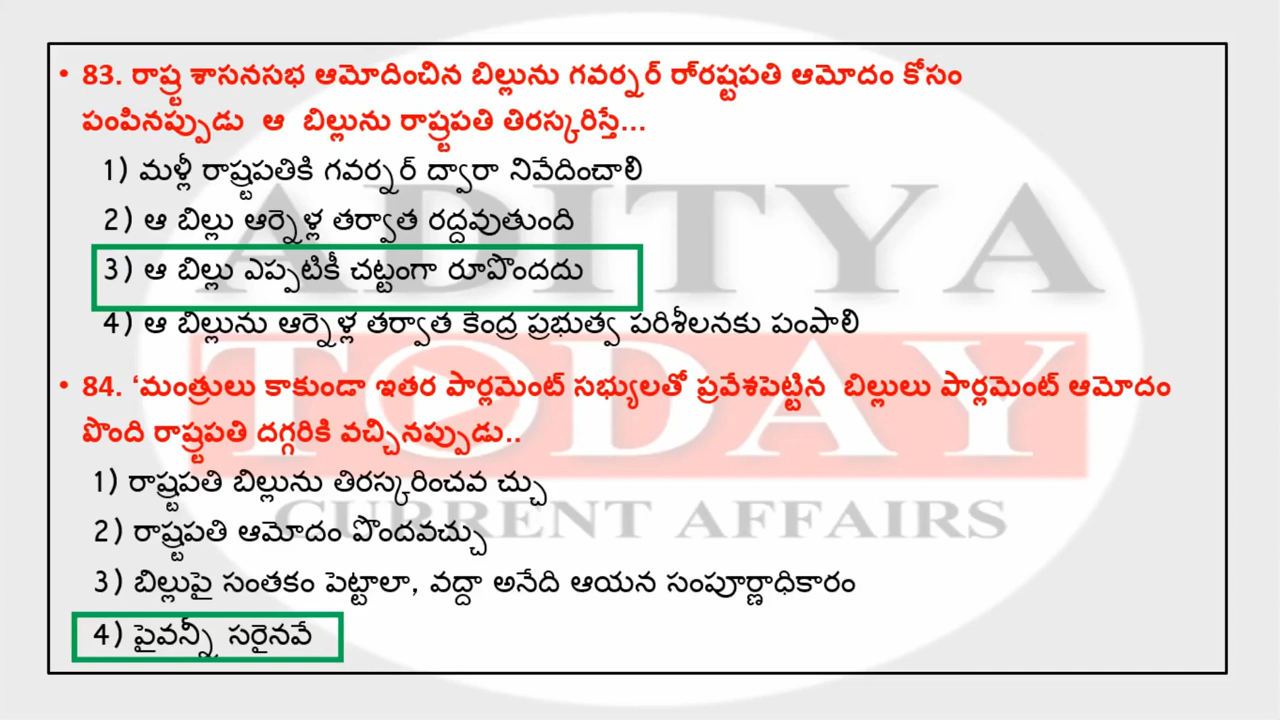 • 83. రాష్ట్ర శాసనసభ ఆమోదించిన బిల్లును గవర్నర్ రా్రష్టపతి ఆమోదం కోసం
పంపినప్పుడు ఆ బిల్లును రాష్ట్రపతి తిరస్కరిస్తే...
1) మళ్లీ రాష్ట్రపతికి గవర్నర్ ద్వారా నివేదించాలి
2) ఆ బిల్లు ఆర్నెళ్ల తర్వాత రద్దవుతుంది
3) ఆ బిల్లు ఎప్పటికీ చట్టంగా రూపొందదు
4) ఆ బిల్లును ఆర్నెళ్ల తర్వాత కేంద్ర ప్రభుత్వ పరిశీలనకు పంపాలి
• 84. ‘మంత్రులు కాకుండా ఇతర పార్లమెంట్ సభ్యులతో ప్రవేశపెట్టిన బిల్లులు పార్లమెంట్ ఆమోదం
పొంది రాష్ట్రపతి దగ్గరికి వచ్చినప్పుడు..
1) రాష్ట్రపతి బిల్లును తిరస్కరించవ చ్చు
2) రాష్ట్రపతి ఆమోదం పొందవచ్చు
3) బిల్లుపై సంతకం పెట్టాలా, వద్దా అనేది ఆయన సంపూర్ణాధికారం
4) పైవన్నీ సరైనవే
ADITYA
TODAY
CURRENT AFFAIRS